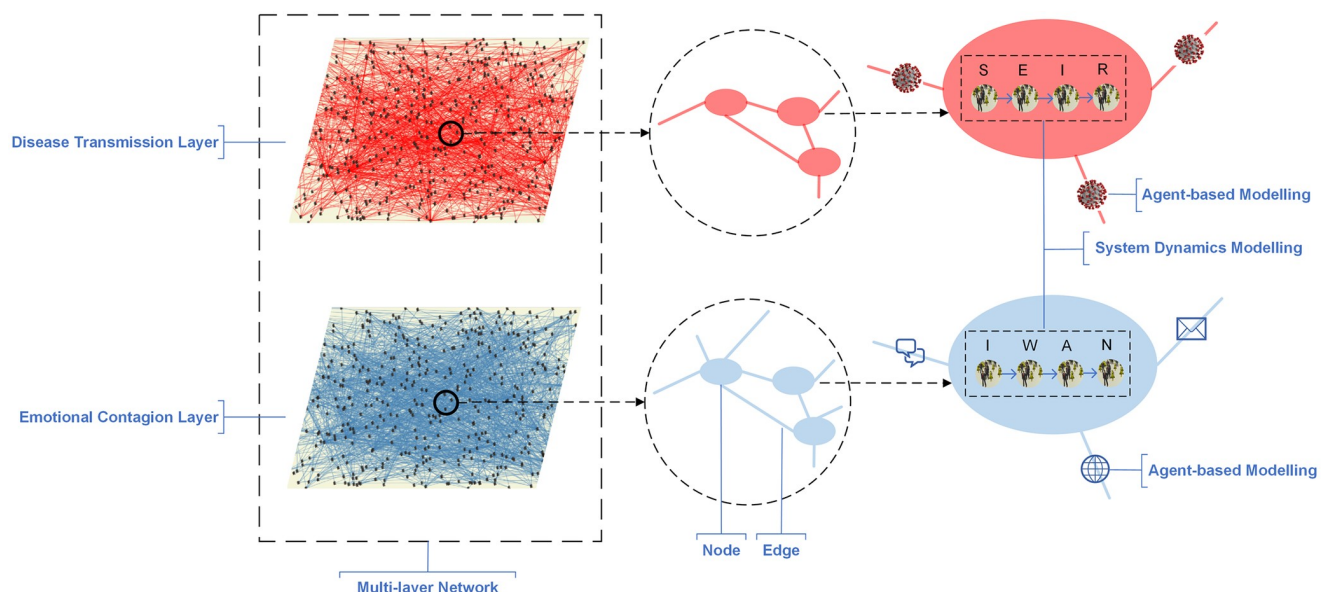 S E I R
Disease Transmission Layer
Agent-based Modelling
System Dynamics Modelling
I W A N
Emotional Contagion Layer
Agent-based Modelling
Node
Edge
Multi-layer Network